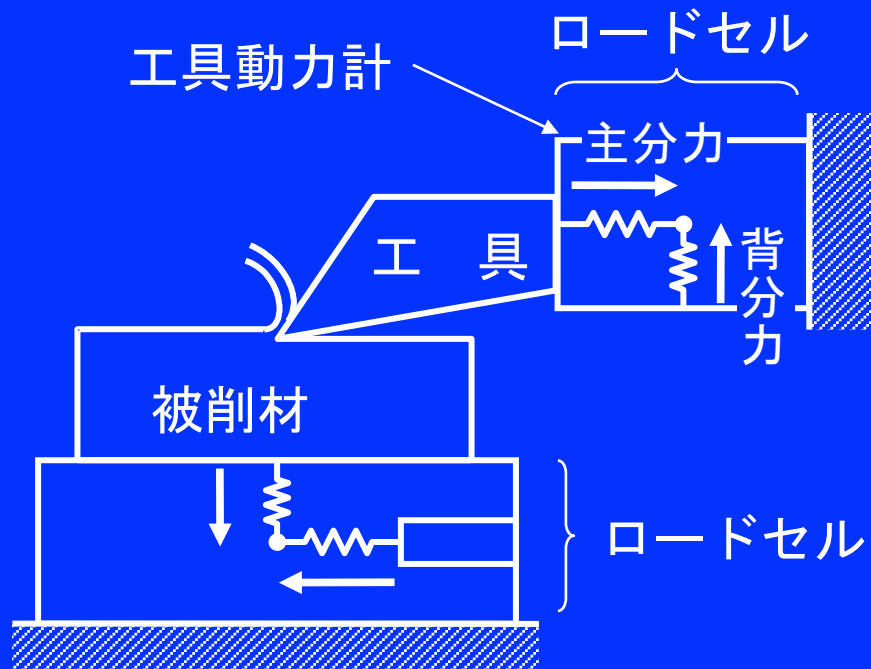 ロードセル
工具動力計
主分力
背分力
工具
被削材
ロードセル